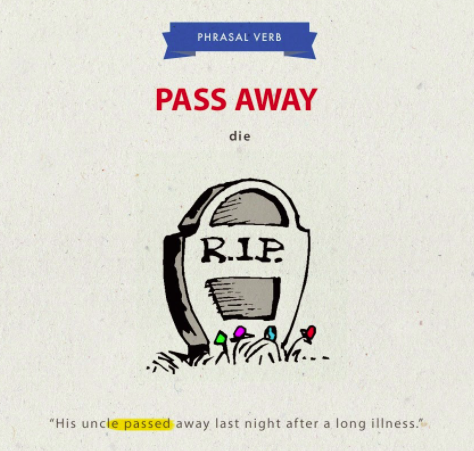 PHRASAL VERB
PASS AWAY
die
R.I.P.
“His uncle passed away last night after a long illness.”